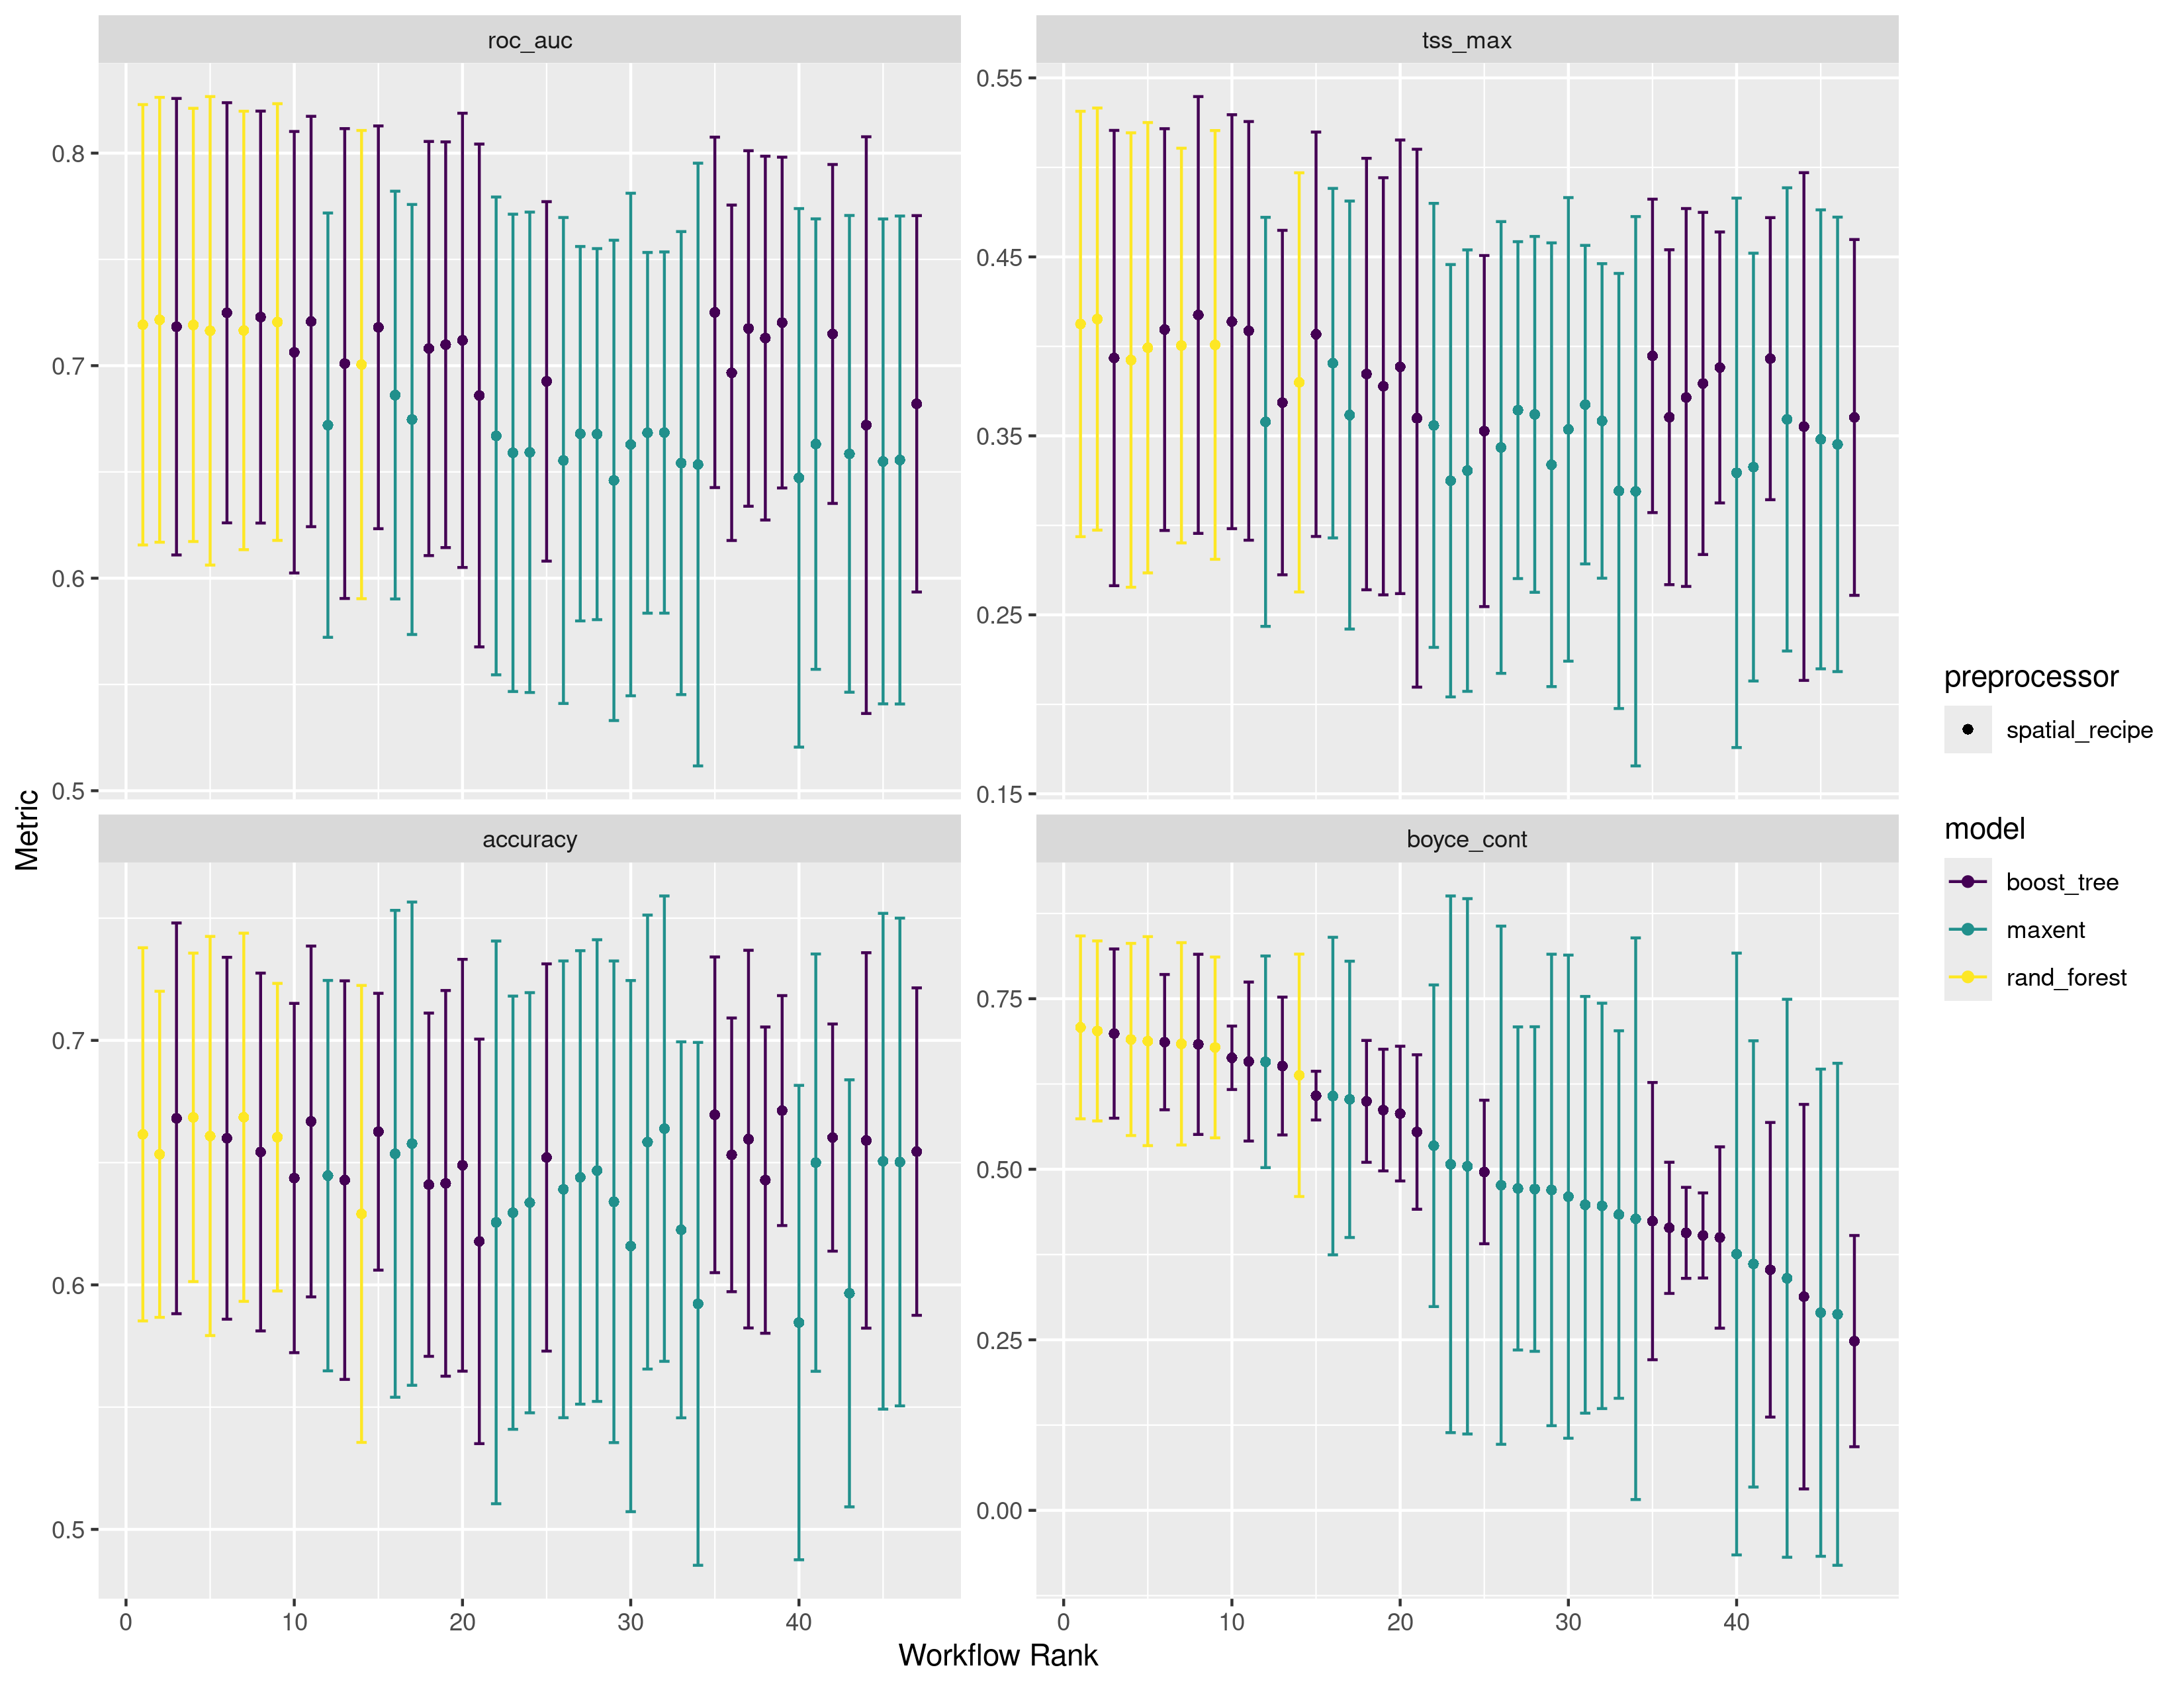 roc_auc
tss_max
0.8
0.7
0.6
0.5
0.55
0.45
0.35
0.25
0.15
accuracy
boyce_cont
0.7
0.6
0.5
0.75
0.50
0.25
0.00
0 10 20 30 40
0 10 20 30 40
Workflow Rank
Metric
preprocessor
spatial_recipe
model
boost_tree
maxent
rand_forest